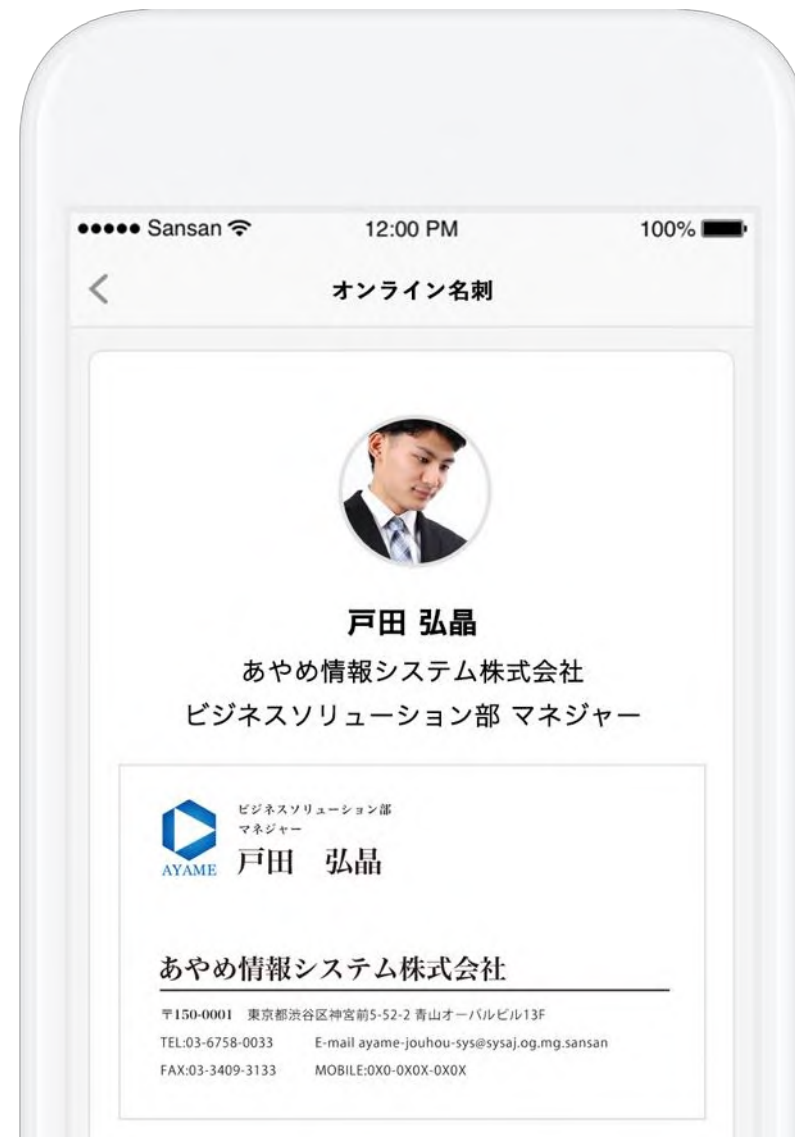 Sansan 12:00 PM 100%
オンライン名刺
戸田 弘晶
あやめ情報システム株式会社
ビジネスソリューション部 マネジャー
ビジネスソリューション部
マネジャー
AYAME 戸田 弘晶
あやめ情報システム株式会社
〒150-0001 東京都渋谷区神宮前5-52-2 青山オーバルビル13F
TEL:03-6758-0033 E-mail ayame-jouhou-sys@sysaj.og.mg.sansan
FAX:03-3409-3133 MOBILE:0X0-0X0X-0X0X